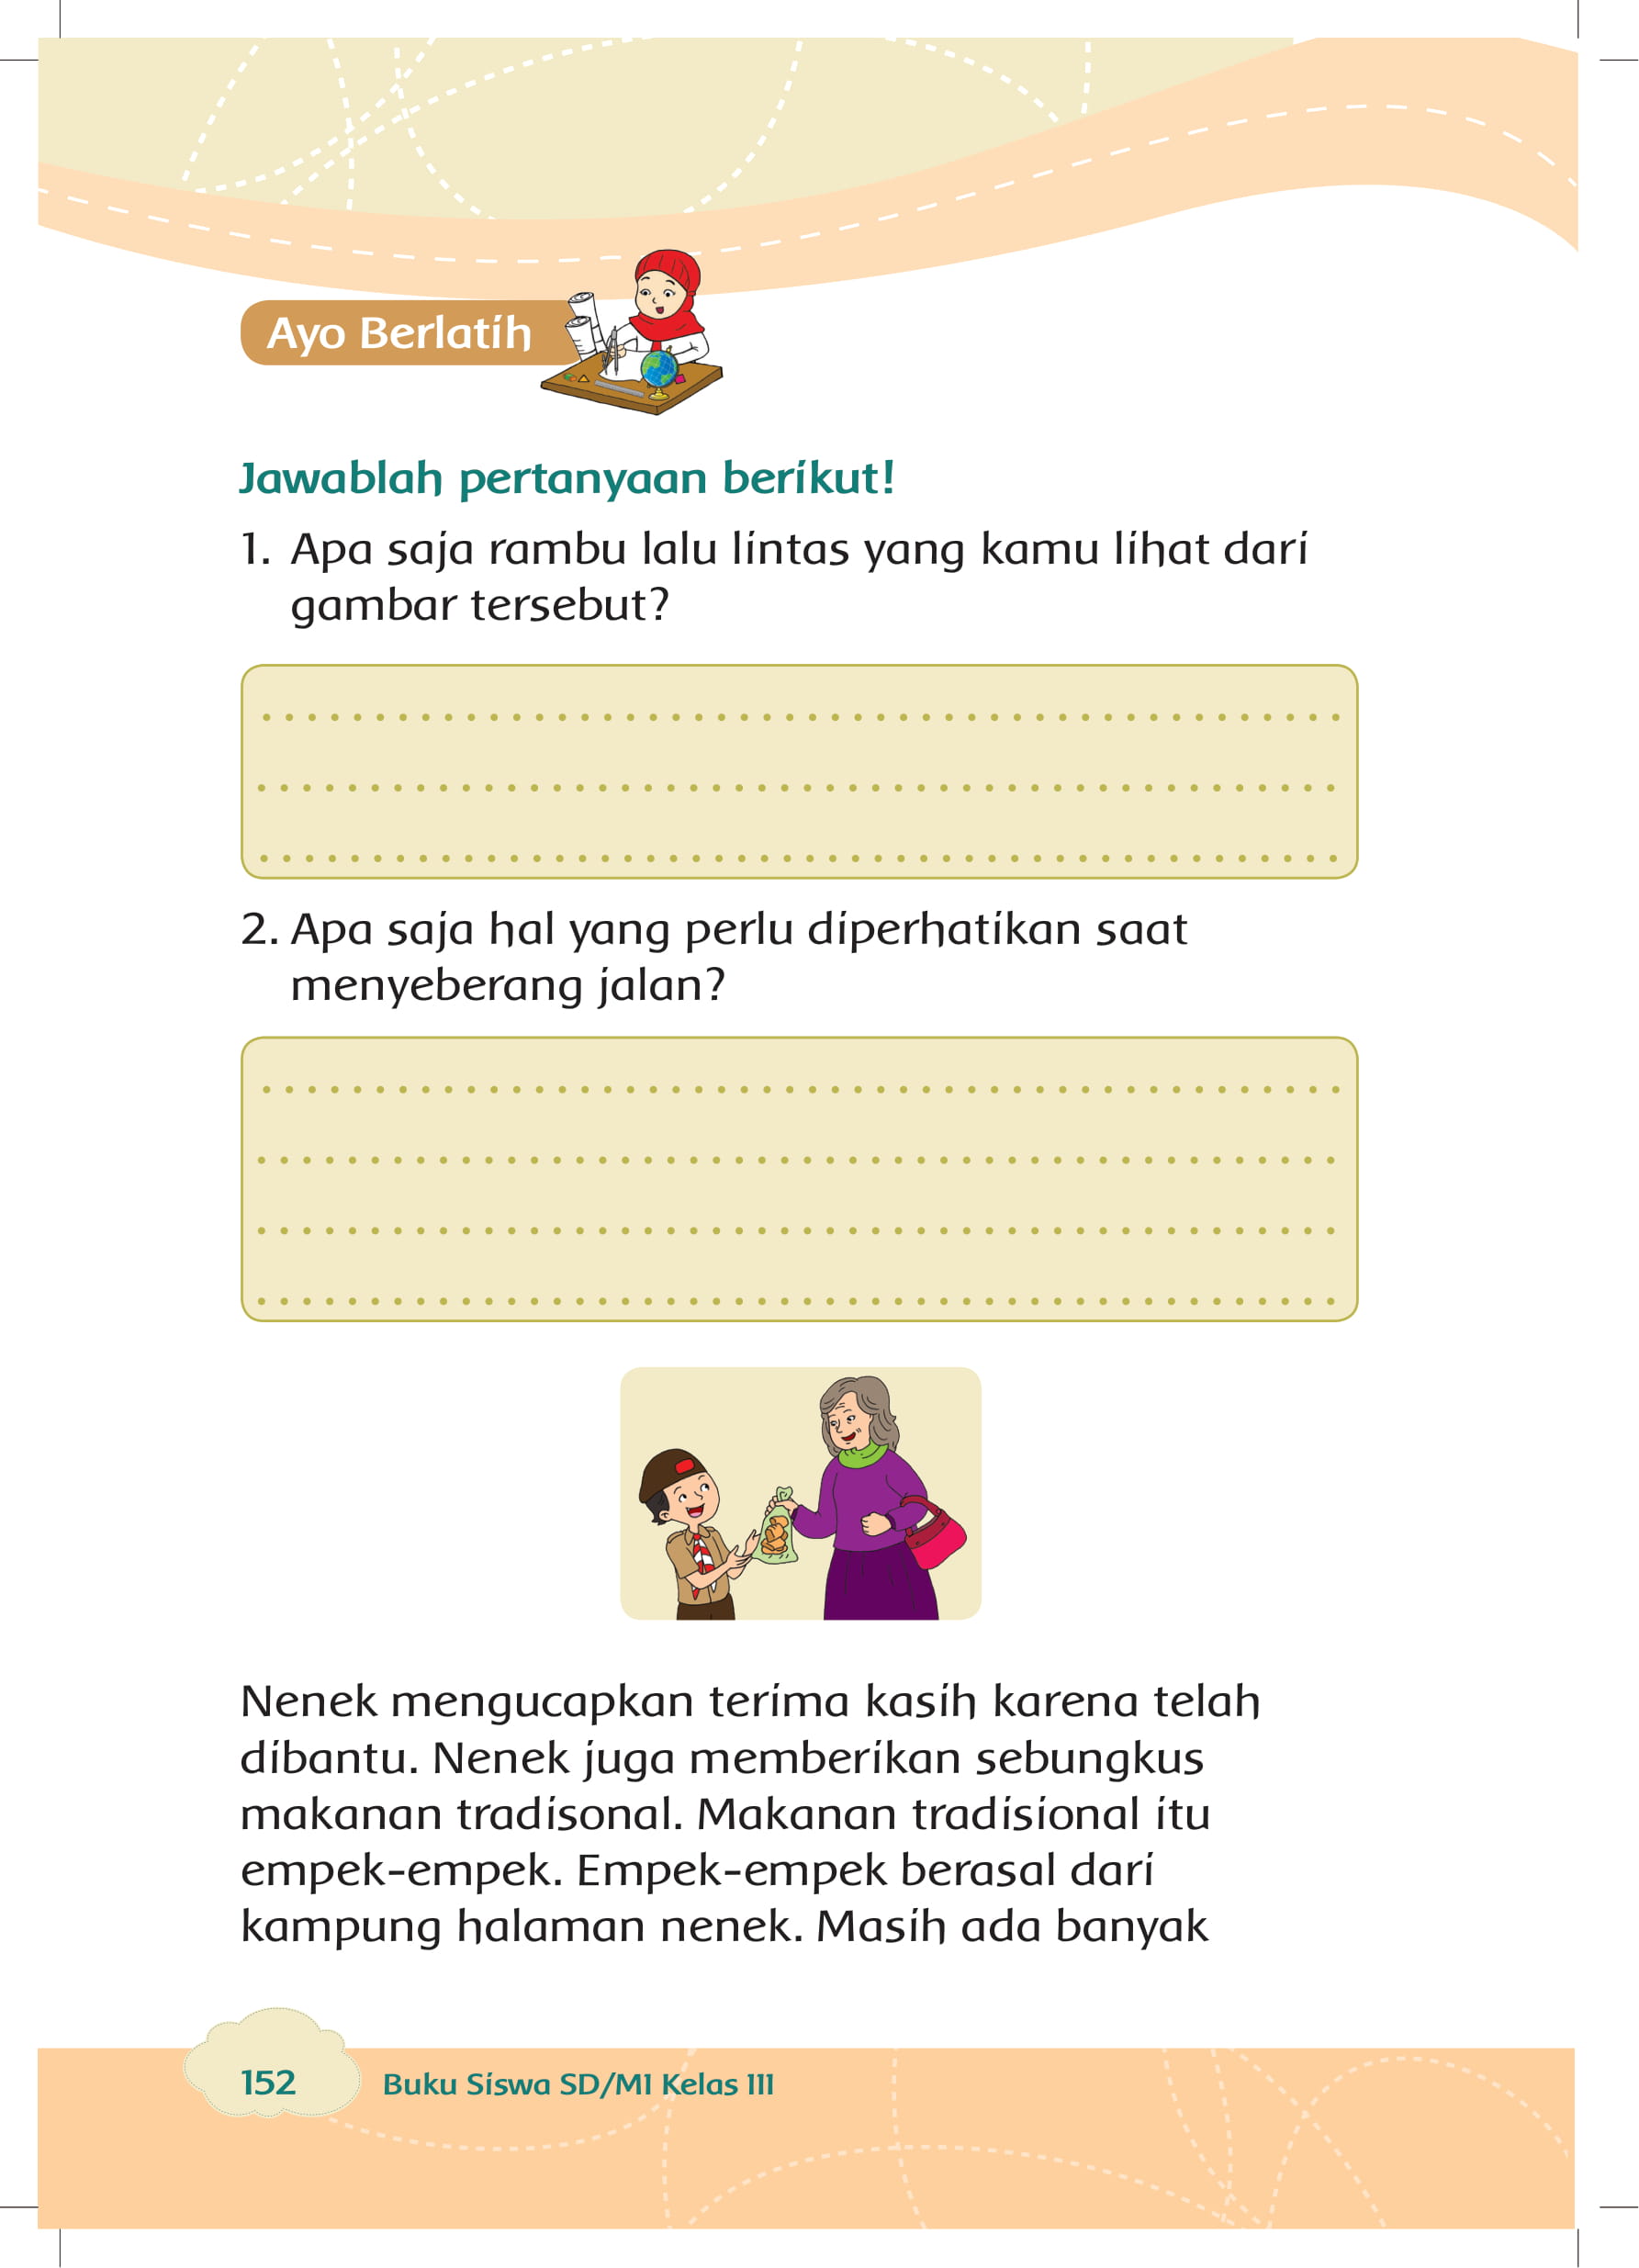 Ayo Berlatih
Jawablah pertanyaan berikut!
1. Apa saja rambu lalu lintas yang kamu lihat dari
gambar tersebut?
2. Apa saja hal yang perlu diperhatikan saat
menyeberang jalan?
Nenek mengucapkan terima kasih karena telah
dibantu. Nenek juga memberikan sebungkus
makanan tradisonal. Makanan tradisional itu
empek-empek. Empek-empek berasal dari
kampung halaman nenek. Masih ada banyak
152 Buku Siswa SD/MI Kelas III